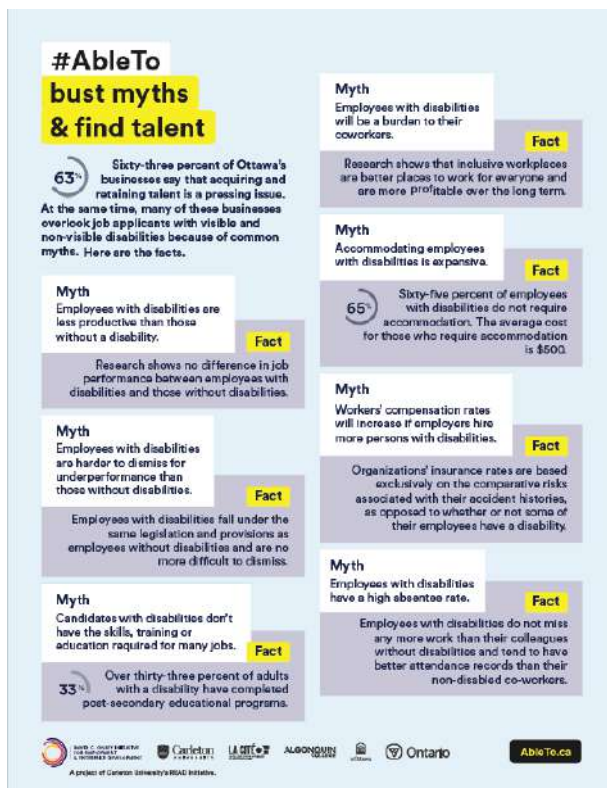 #AbleTo
bust myths
& find talent
63%
Sixty-three percent of Ottawa's
businesses say that acquiring and
retaining talent is a pressing issue.
At the same time, many of these businesses
overlook job applicants with visible and
non-visible disabilities because of common
myths. Here are the facts.
Myth
Employees with disabilities are
less productive than those
without a disability.
Fact
Research shows no difference in job
performance between employees with
disabilities and those without disabilities.
Myth
Employees with disabilities
are harder to dismiss for
underperformance than
those without disabilities.
Fact
Employees with disabilities fall under the
same legislation and provisions as
employees without disabilities and are no
more difficult to dismiss.
Myth
Candidates with disabilities don't
have the skills, training or
education required for many jobs.
Fact
33%
Over thirty-three percent of adults
with a disability have completed
post-secondary educational programs.
Myth
Employees with disabilities
will be a burden to their
coworkers.
Fact
Research shows that inclusive workplaces
are better places to work for everyone and
are more profitable over the long term.
Myth
Accommodating employees
with disabilities is expensive.
Fact
65%
Sixty-five percent of employees
with disabilities do not require
accommodation. The average cost
for those who require accommodation
is $500.
Myth
Workers' compensation rates
will increase if employers hire
more persons with disabilities.
Fact
Organizations' insurance rates are based
exclusively on the comparative risks
associated with their accident histories,
as opposed to whether or not some of
their employees have a disability.
Myth
Employees with disabilities
have a high absentee rate.
Fact
Employees with disabilities do not miss
any more work than their colleagues
without disabilities and tend to have
better attendance records than their
non-disabled co-workers.
Carleton
UNIVERSITY
LA CITÉ
ALGONQUIN
COLLEGE
uOttawa
Ontario
AbleTo.ca
A project of Carleton University's READ Initiative.